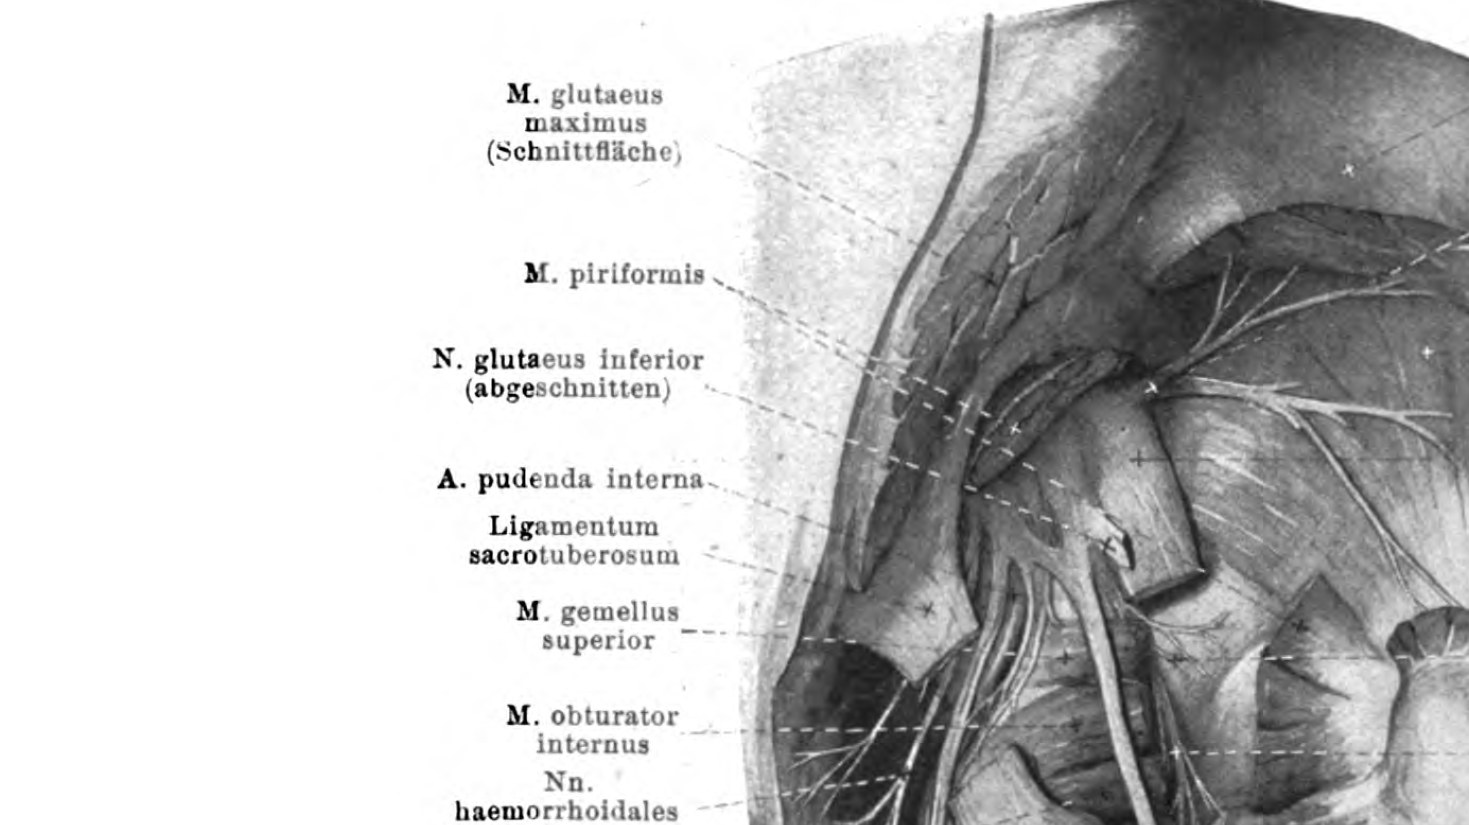 M. glutaeus
maximus
(Schnittfläche)
M. piriformis
N. glutaeus inferior
(abgeschnitten)
A. pudenda interna
Ligamentum
sacrotuberosum
M. gemellus
superior
M. obturator
internus
Nn.
haemorrhoidales